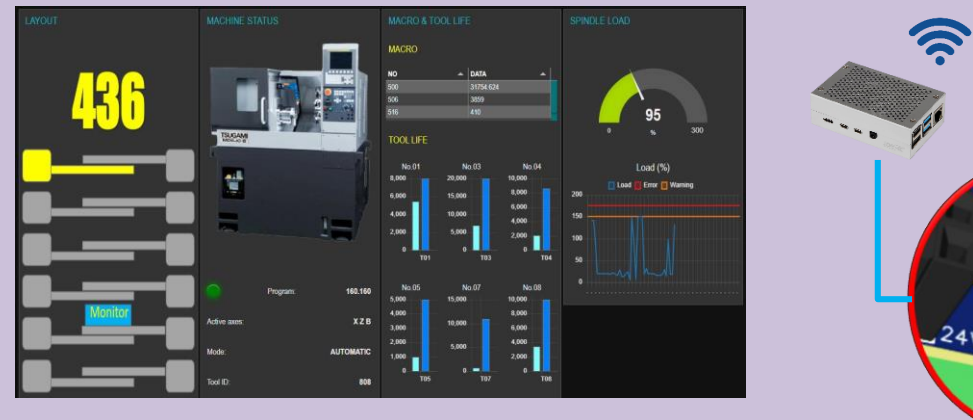 LAYOUT
436
Monitor
MACHINE STATUS
TSUGAMI
Program: 160.160
Active axes: X Z B
Mode: AUTOMATIC
Tool ID: 808
MACRO & TOOL LIFE
MACRO
NO DATA
500 31754.624
506 3859
516 410
TOOL LIFE
No.01
8,000
6,000
4,000
2,000
0
T01
No.03
20,000
15,000
10,000
5,000
0
T03
No.04
10,000
8,000
6,000
4,000
2,000
0
T04
No.05
5,000
4,000
3,000
2,000
1,000
0
T05
No.07
15,000
10,000
5,000
0
T07
No.08
10,000
8,000
6,000
4,000
2,000
0
T08
SPINDLE LOAD
95
0 % 300
Load (%)
Load Error Warning
200
150
100
50
0
24V